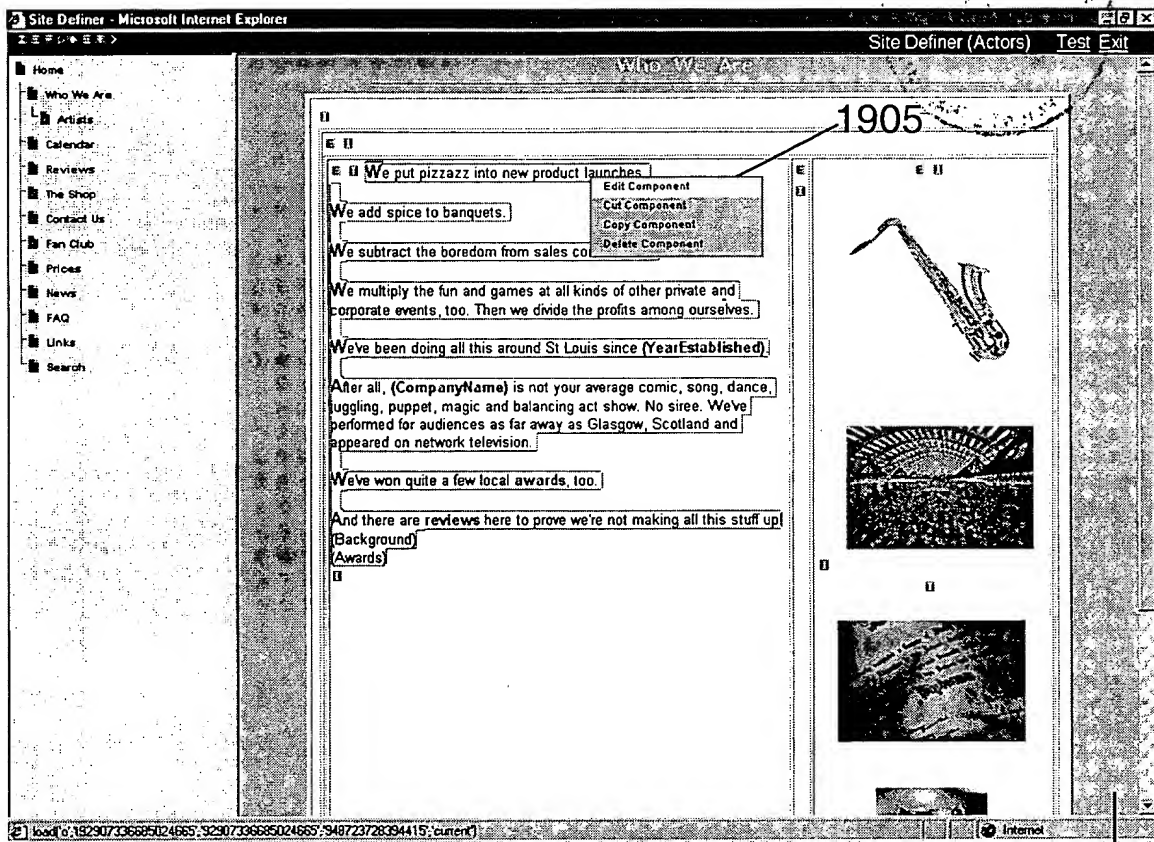 Site Definer - Microsoft Internet Explorer
Site Definer (Actors) Test Exit
Home
Who We Are
Artists
Calendar
Reviews
The Shop
Contact Us
Fan Club
Prices
News
FAQ
Links
Search
Who We Are
1905
I
E I
E I We put pizzazz into new product launches.
Edit Component
Cut Component
Copy Component
Delete Component
We add spice to banquets.
We subtract the boredom from sales
We multiply the fun and games at all kinds of other private and
corporate events, too. Then we divide the profits among ourselves.
We've been doing all this around St Louis since (YearEstablished).
After all, (CompanyName) is not your average comic, song, dance,
juggling, puppet, magic and balancing act show. No siree. We've
performed for audiences as far away as Glasgow, Scotland and
appeared on network television.
We've won quite a few local awards, too.
And there are reviews here to prove we're not making all this stuff up!
(Background)
(Awards)
I
E
I
E I
I
I
Internet